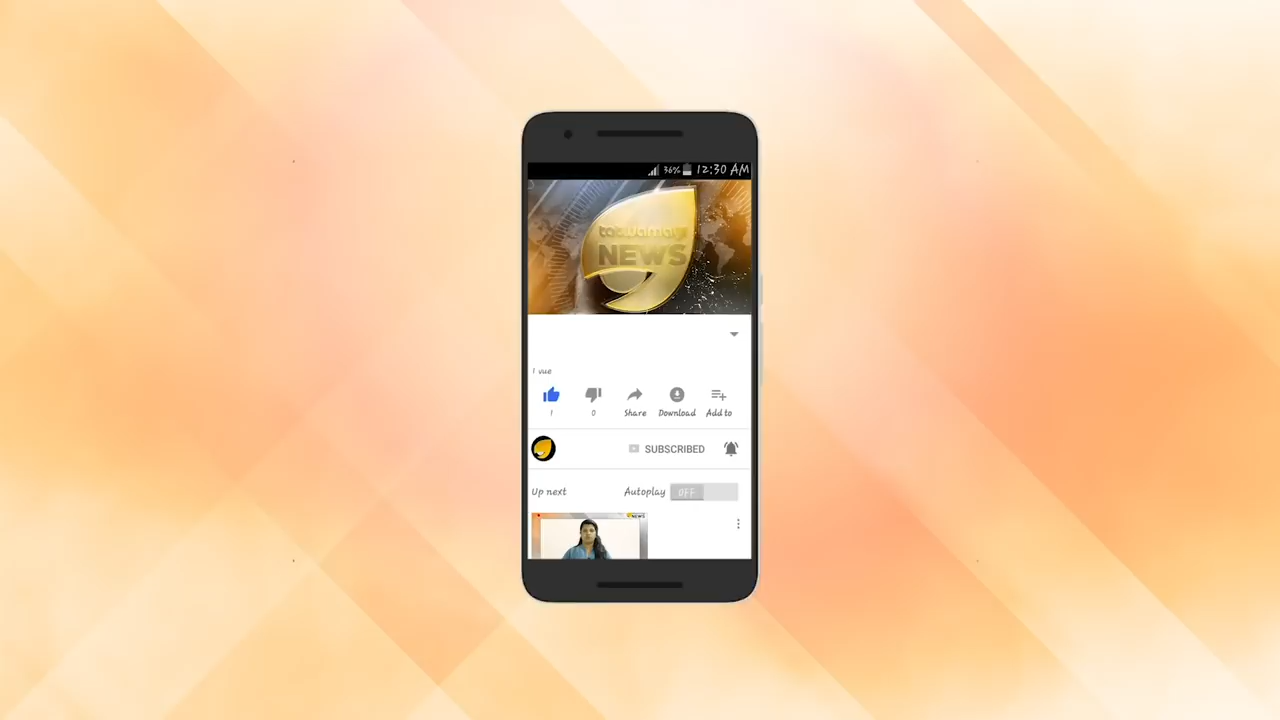 36% 12:30 AM
tatwamayi
NEWS
1 vue
1
0
Share
Download
Add to
SUBSCRIBED
Up next
Autoplay
OFF
NEWS